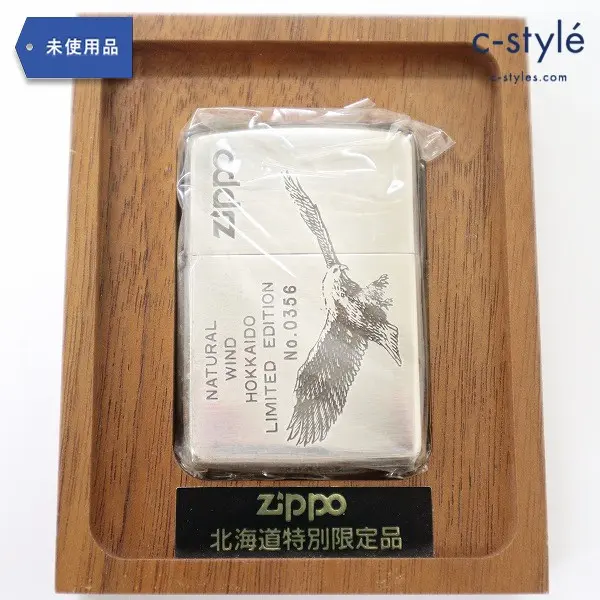 未使用品
c-stylé
c-styles.com
zippo
NATURAL
WIND
HOKKAIDO
LIMITED EDITION
No.0356
zippo
北海道特別限定品